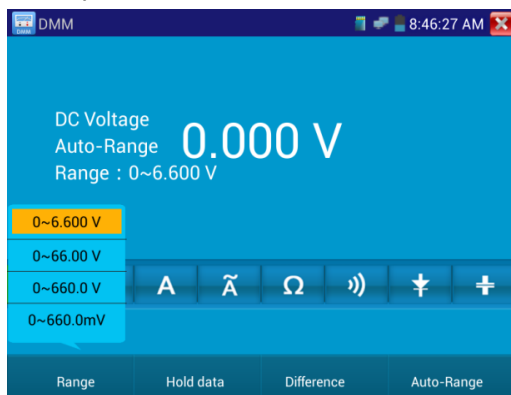 DMM
DMM
8:46:27 AM
DC Voltage
Auto-Range
Range : 0~6.600 V
0.000 V
0~6.600 V
0~66.00 V
0~660.0 V
0~660.0mV
A
Ã
Ω
Range
Hold data
Difference
Auto-Range